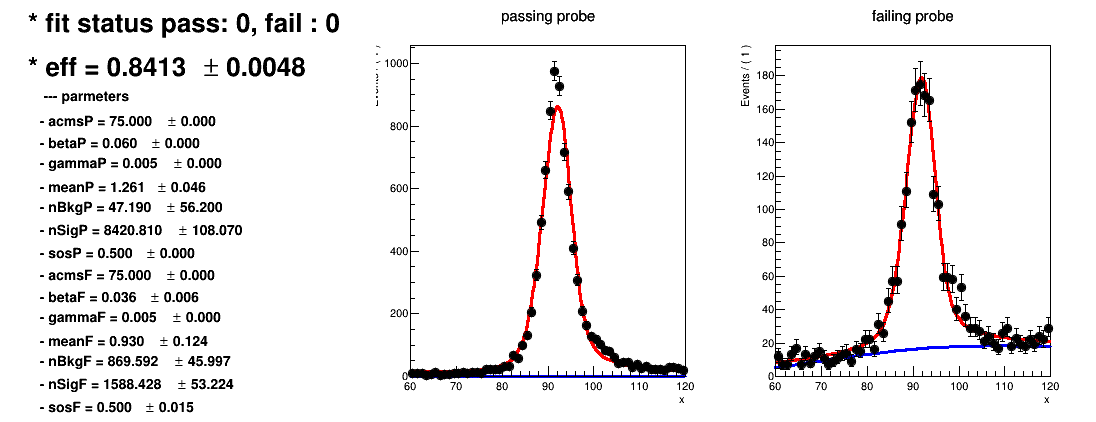 * fit status pass: 0, fail : 0
* eff = 0.8413 ± 0.0048
--- parmeters
- acmsP = 75.000 ± 0.000
- betaP = 0.060 ± 0.000
- gammaP = 0.005 ± 0.000
- meanP = 1.261 ± 0.046
- nBkgP = 47.190 ± 56.200
- nSigP = 8420.810 ± 108.070
- sosP = 0.500 ± 0.000
- acmsF = 75.000 ± 0.000
- betaF = 0.036 ± 0.006
- gammaF = 0.005 ± 0.000
- meanF = 0.930 ± 0.124
- nBkgF = 869.592 ± 45.997
- nSigF = 1588.428 ± 53.224
- sosF = 0.500 ± 0.015
passing probe
1000
800
600
400
200
0
60 70 80 90 100 110 120
x
failing probe
Events / ( 1 )
180
160
140
120
100
80
60
40
20
0
60 70 80 90 100 110 120
x